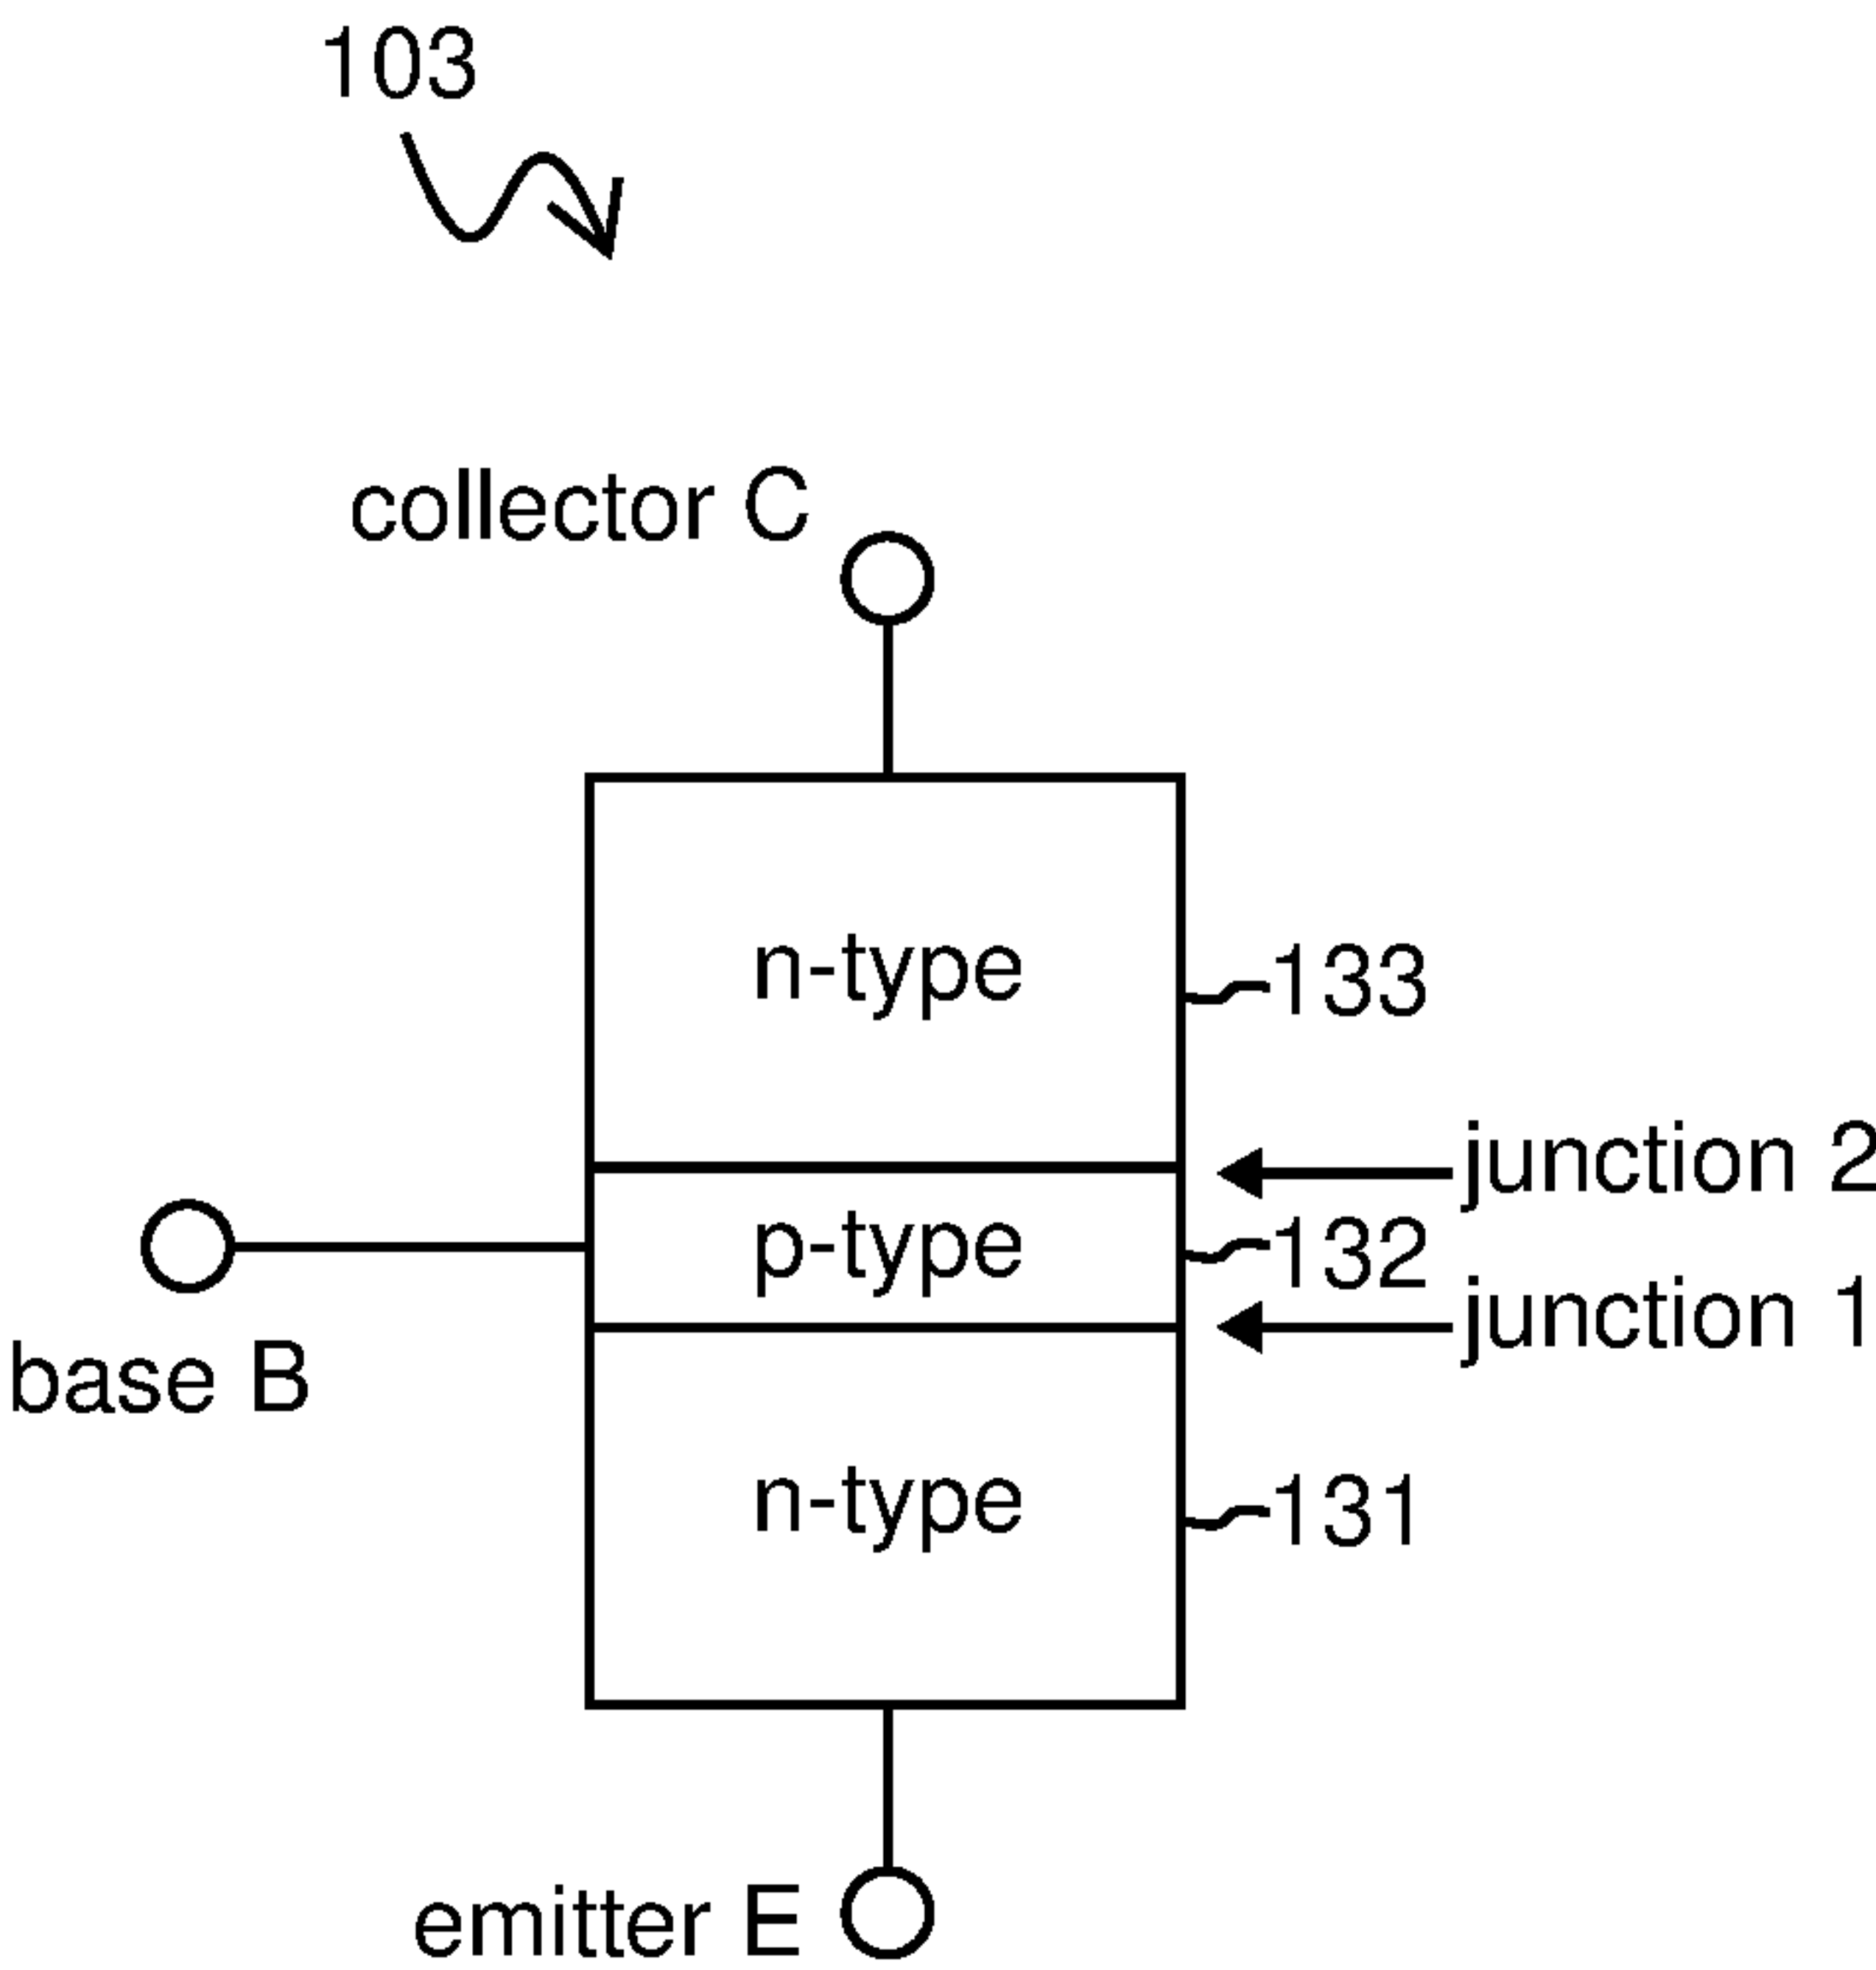 103
collector C
n-type
133
junction 2
p-type
132
junction 1
base B
n-type
131
emitter E